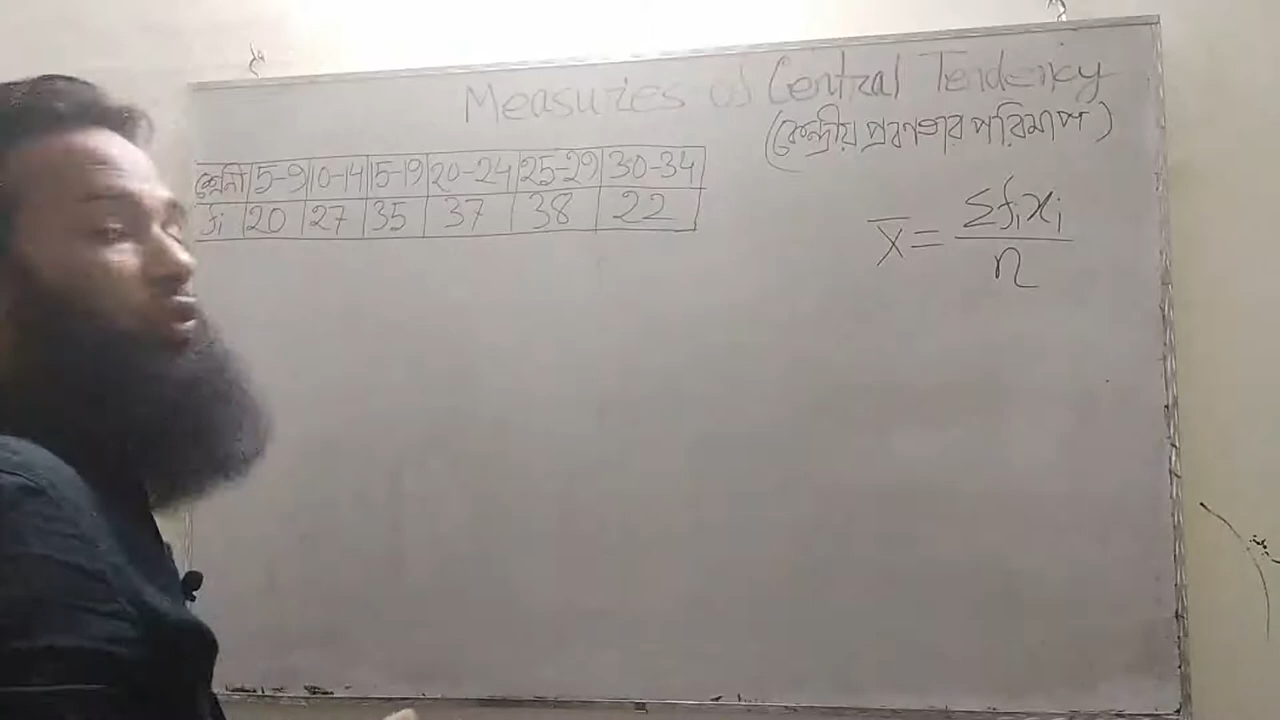 Measures of Central Tendency
(কেন্দ্রীয় প্রবণতার পরিমাপ)
শ্রেণী 5-9 10-14 15-19 20-24 25-29 30-34
fi 20 27 35 37 38 22
x̄ = Σfixi / n